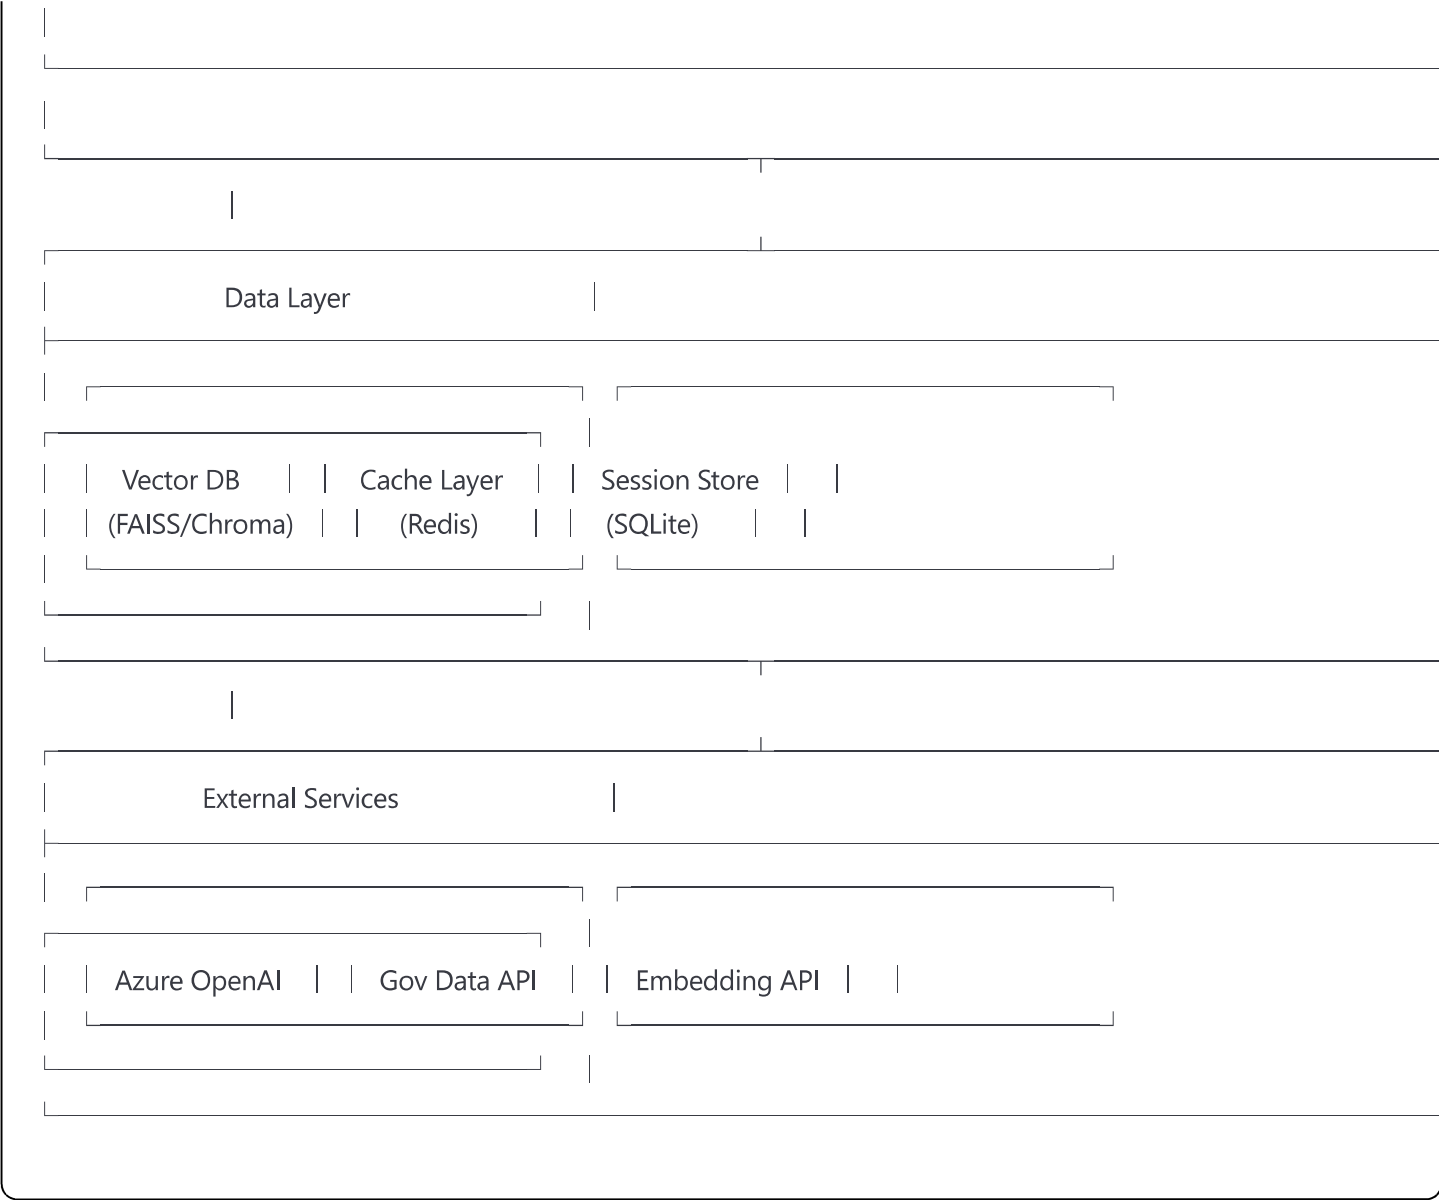 Data Layer
Vector DB Cache Layer Session Store
(FAISS/Chroma) (Redis) (SQLite)
External Services
Azure OpenAI Gov Data API Embedding API